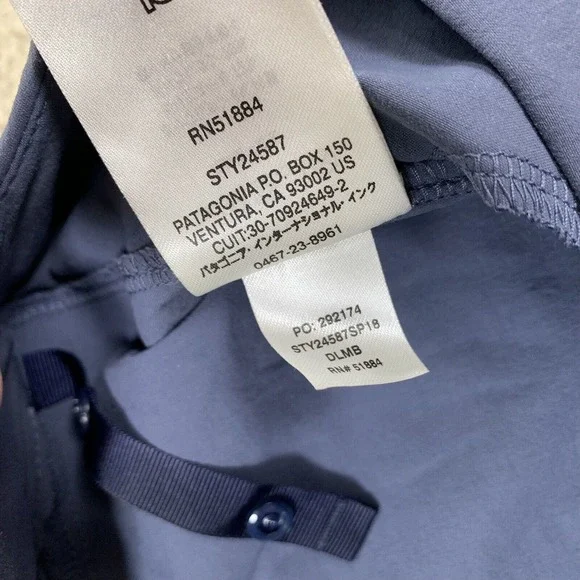 RN51884
STY24587
PATAGONIA P.O. BOX 150
VENTURA, CA 93002 US
CUIT:30-70924649-2
パタゴニア・インターナショナル・インク
0467-23-8961
PO: 292174
STY24587SP18
DLMB
RN# 51884